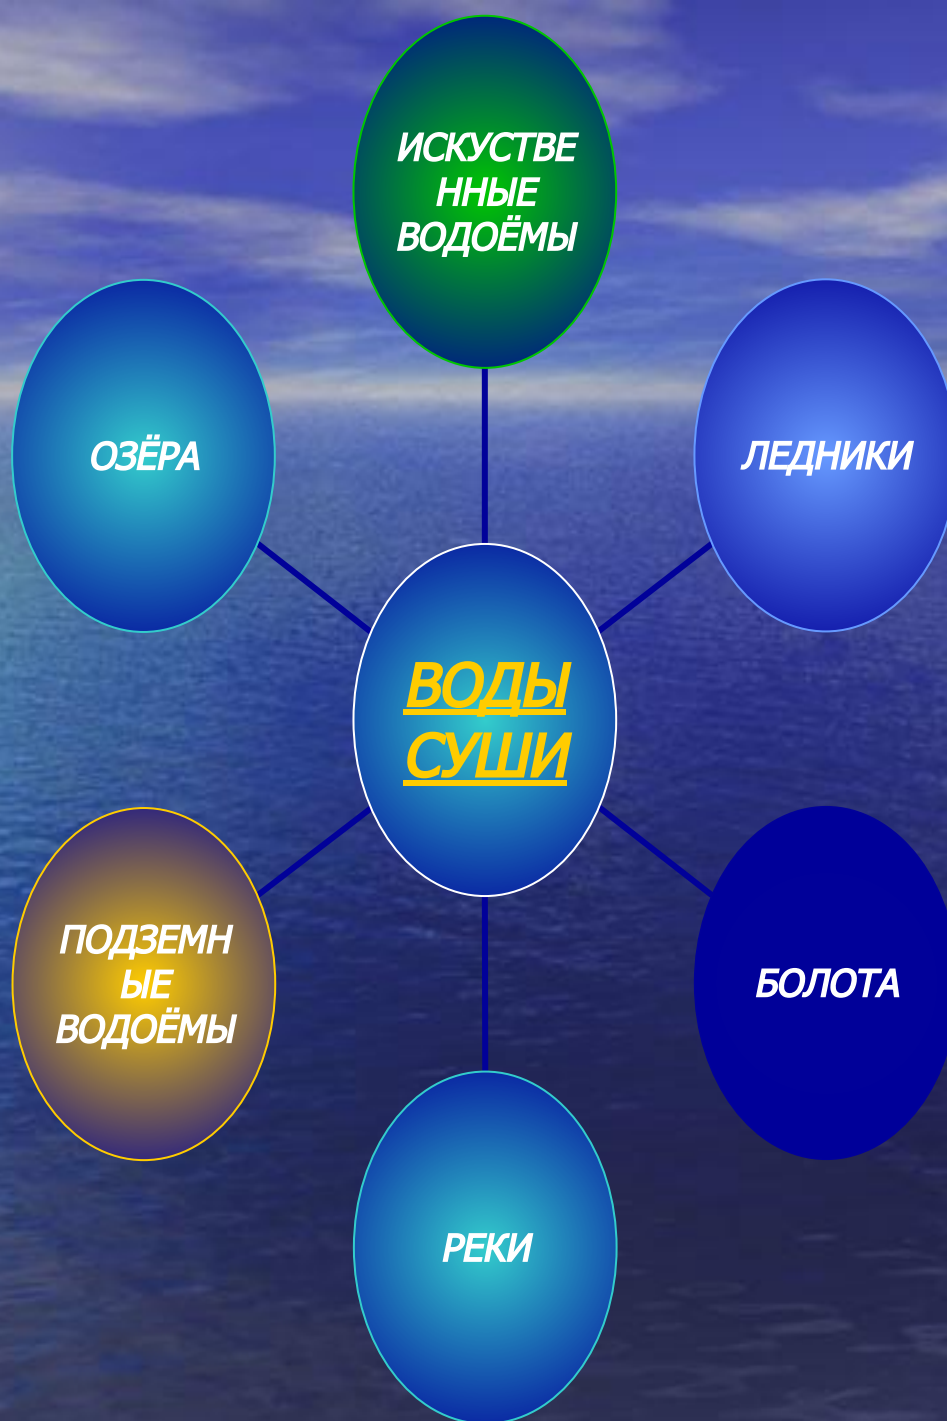 ИСКУСТВЕ
ННЫЕ
ВОДОЁМЫ
ОЗЁРА
ЛЕДНИКИ
ВОДЫ
СУШИ
ПОДЗЕМН
ЫЕ
ВОДОЁМЫ
БОЛОТА
РЕКИ